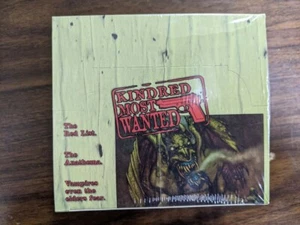 KINDRED
MOST
WANTED
The
Red List.
The
Anathema.
Vampires
even the
elders fear.